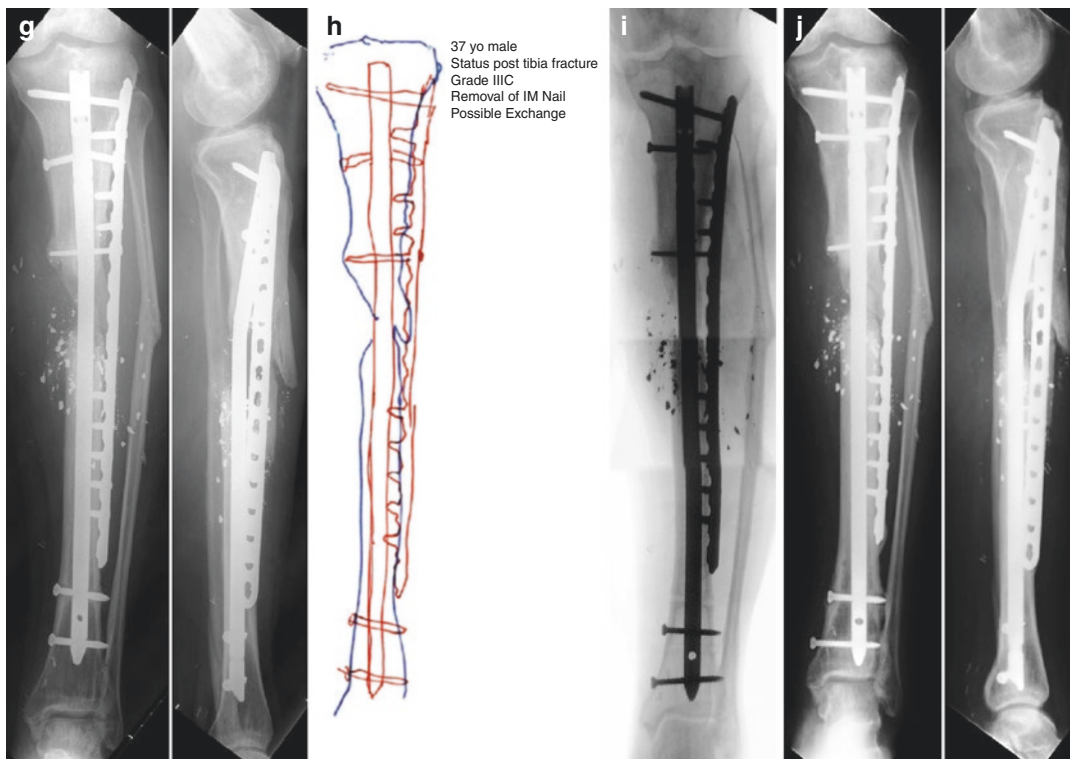 g
h
37 yo male
Status post tibia fracture
Grade IIIC
Removal of IM Nail
Possible Exchange
i
j